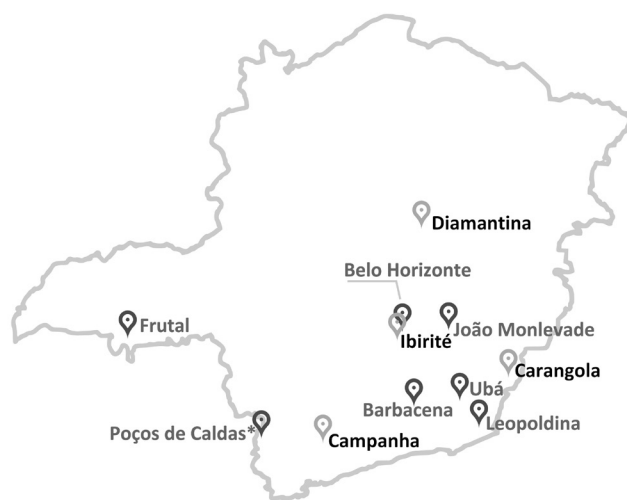 Diamantina
Belo Horizonte
Frutal
João Monlevade
Ibirité
Carangola
Ubá
Barbacena
Leopoldina
Poços de Caldas*
Campanha